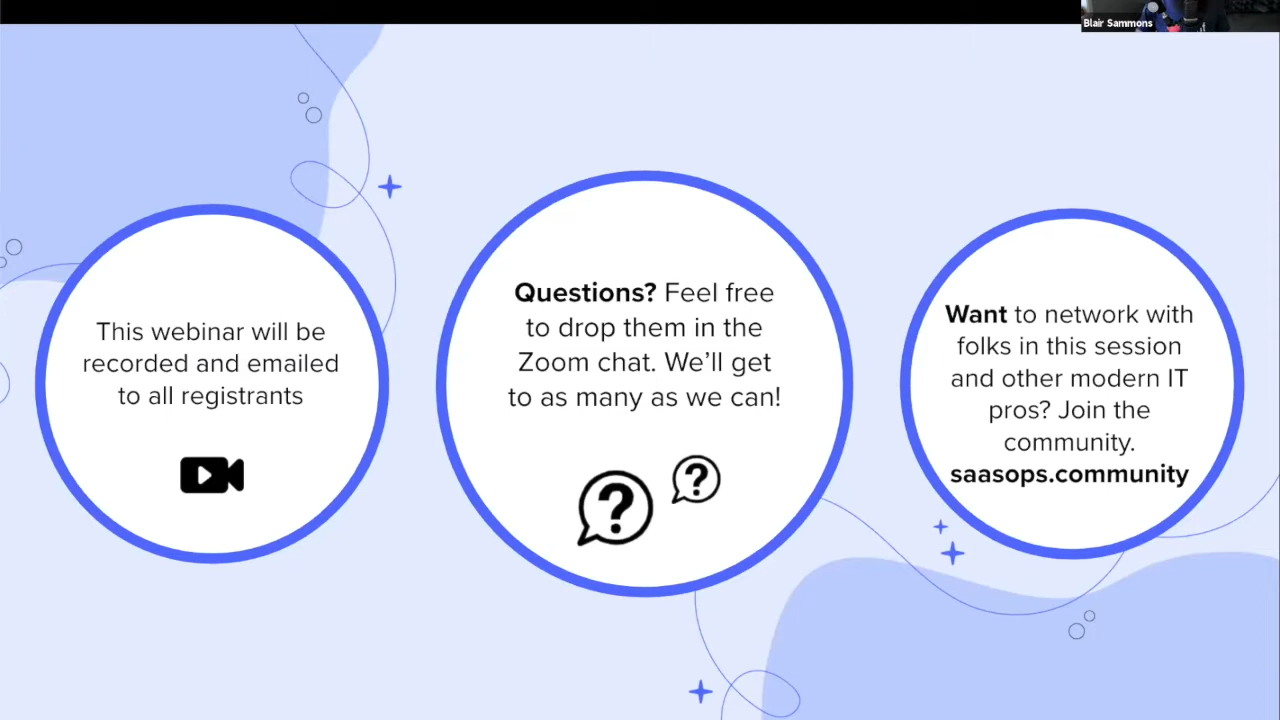 Blair Sammons
This webinar will be
recorded and emailed
to all registrants
Questions? Feel free
to drop them in the
Zoom chat. We’ll get
to as many as we can!
? ?
Want to network with
folks in this session
and other modern IT
pros? Join the
community.
saasops.community